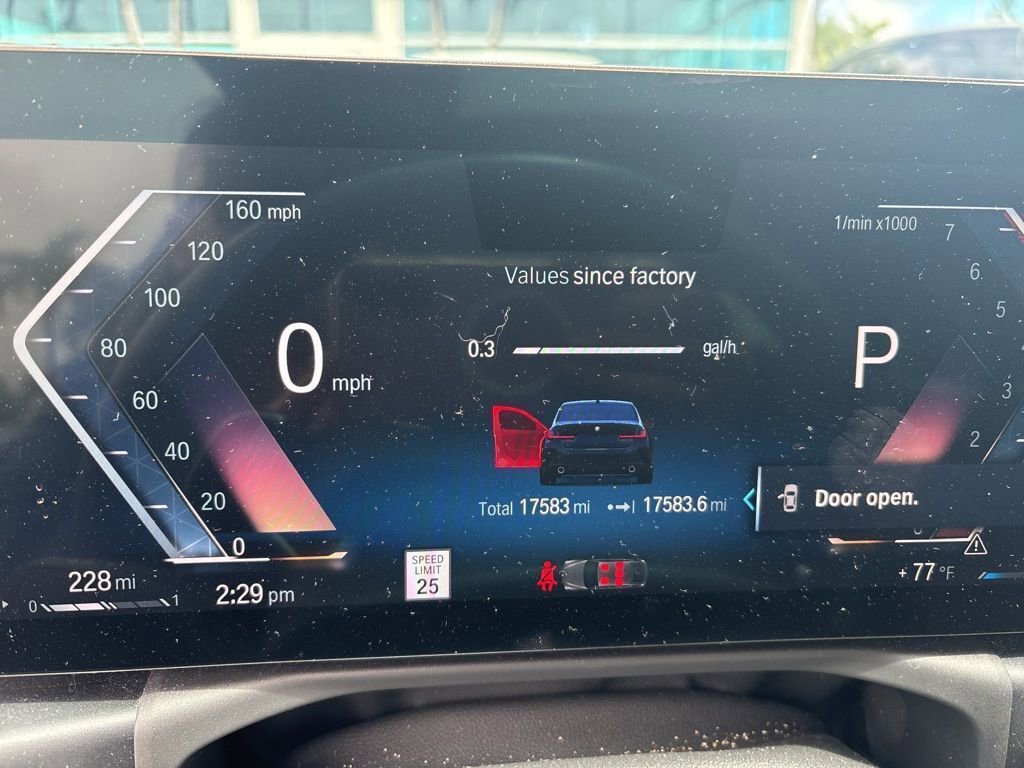 160 mph
120
100
80
60
40
20
0
0 mph
Values since factory
0.3 gal/h
Total 17583 mi 17583.6 mi
1/min x1000
7
6
5
3
2
P
Door open.
228 mi
0 1
2:29 pm
SPEED
LIMIT
25
+77 °F